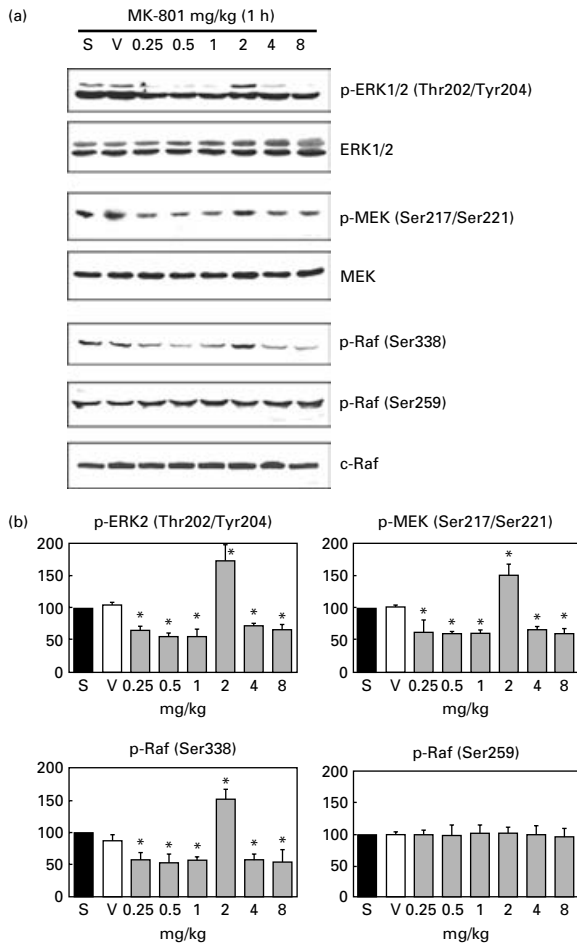 (a)
MK-801 mg/kg (1 h)
S V 0.25 0.5 1 2 4 8
p-ERK1/2 (Thr202/Tyr204)
ERK1/2
p-MEK (Ser217/Ser221)
MEK
p-Raf (Ser338)
p-Raf (Ser259)
c-Raf
(b)
p-ERK2 (Thr202/Tyr204)
200
150
100
50
0
* * * * * *
S V 0.25 0.5 1 2 4 8
mg/kg
p-MEK (Ser217/Ser221)
200
150
100
50
0
* * * * * *
S V 0.25 0.5 1 2 4 8
mg/kg
p-Raf (Ser338)
200
150
100
50
0
* * * * * *
S V 0.25 0.5 1 2 4 8
mg/kg
p-Raf (Ser259)
200
150
100
50
0
S V 0.25 0.5 1 2 4 8
mg/kg